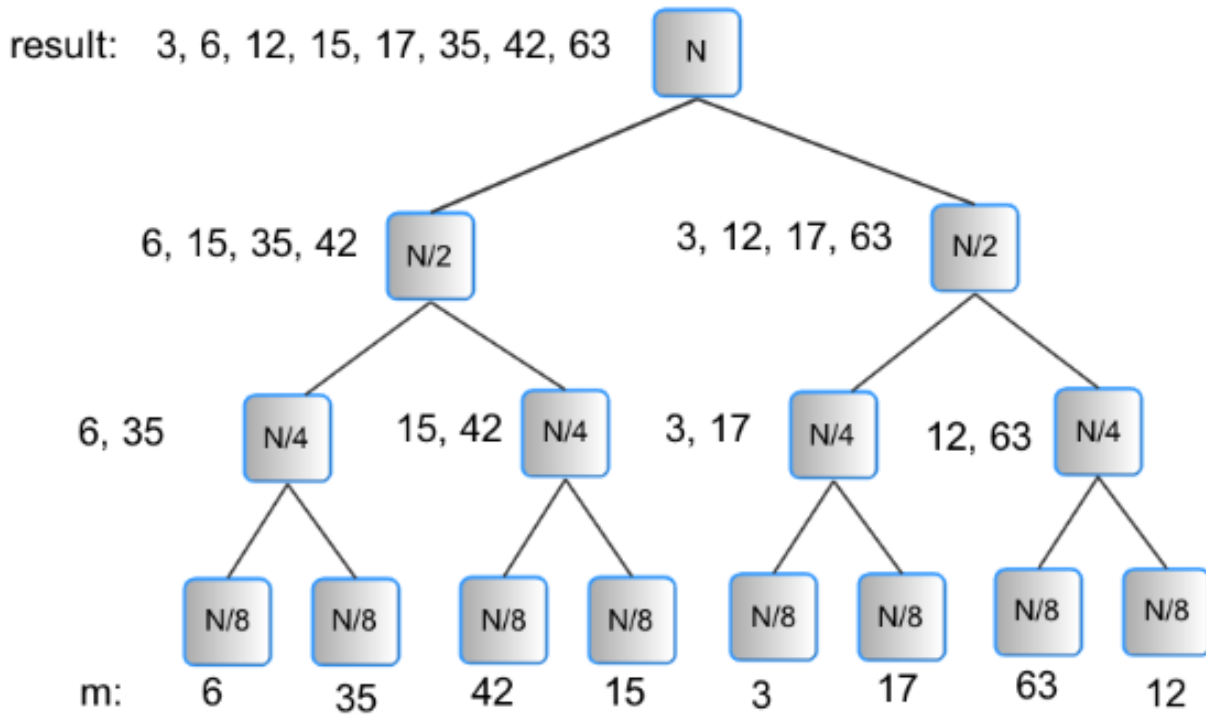 result: 3, 6, 12, 15, 17, 35, 42, 63 N
6, 15, 35, 42 N/2 3, 12, 17, 63 N/2
6, 35 N/4 15, 42 N/4 3, 17 N/4 12, 63 N/4
N/8 N/8 N/8 N/8 N/8 N/8 N/8 N/8
m: 6 35 42 15 3 17 63 12